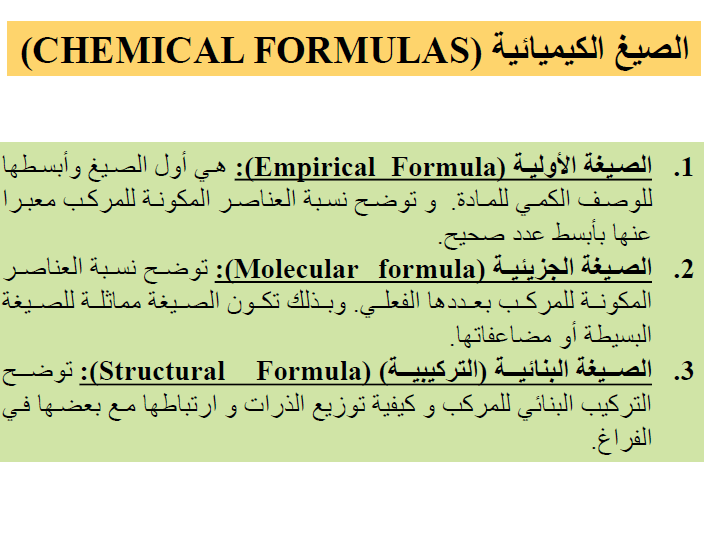 الصيغ الكيميائية (CHEMICAL FORMULAS)
1. الصيغة الأولية (Empirical Formula): هي أول الصيغ وأبسطها
للوصف الكمي للمادة. و توضح نسبة العناصر المكونة للمركب معبرا
عنها بأبسط عدد صحيح.
2. الصيغة الجزيئية (Molecular formula): توضح نسبة العناصر
المكونة للمركب بعددها الفعلي. وبذلك تكون الصيغة مماثلة للصيغة
البسيطة أو مضاعفاتها.
3. الصيغة البنائية (التركيبية) (Structural Formula): توضح
التركيب البنائي للمركب و كيفية توزيع الذرات و ارتباطها مع بعضها في
الفراغ.